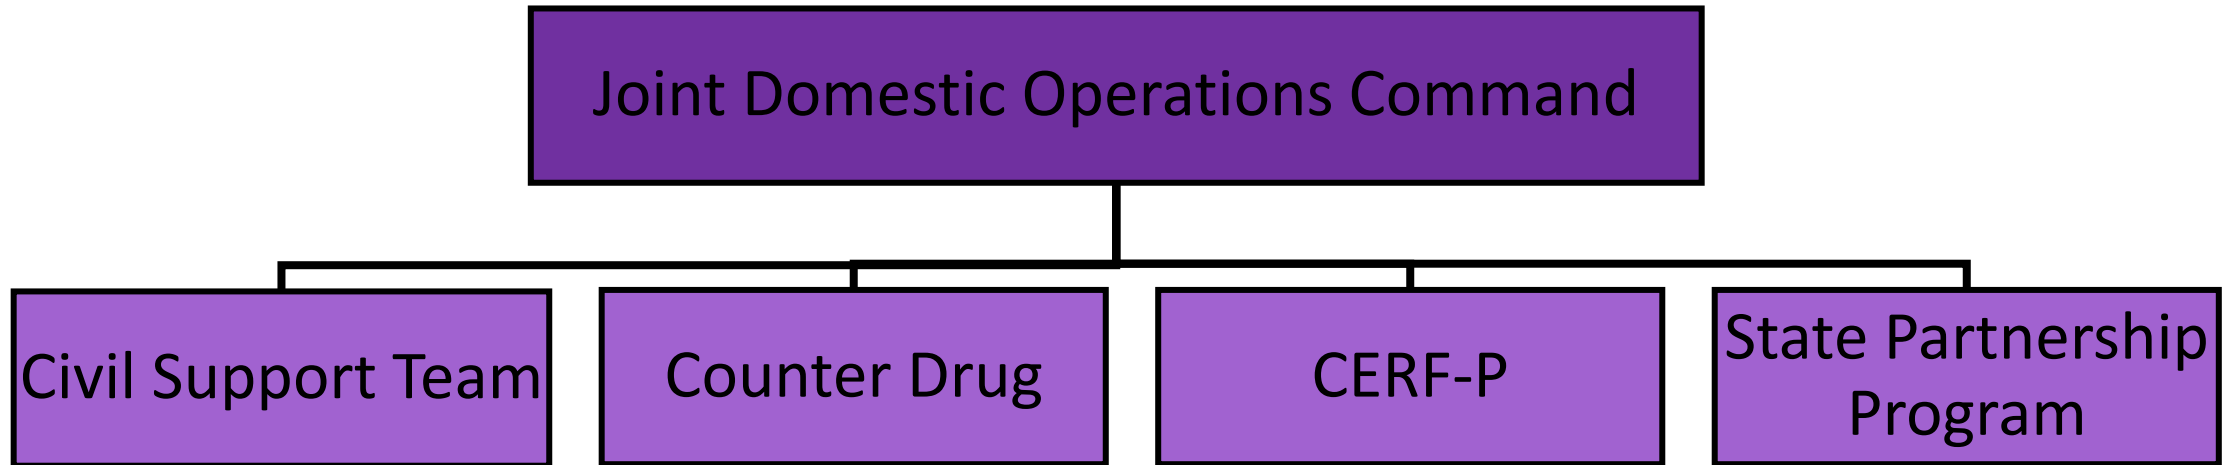 Joint Domestic Operations Command
Civil Support Team
Counter Drug
CERF-P
State Partnership
Program